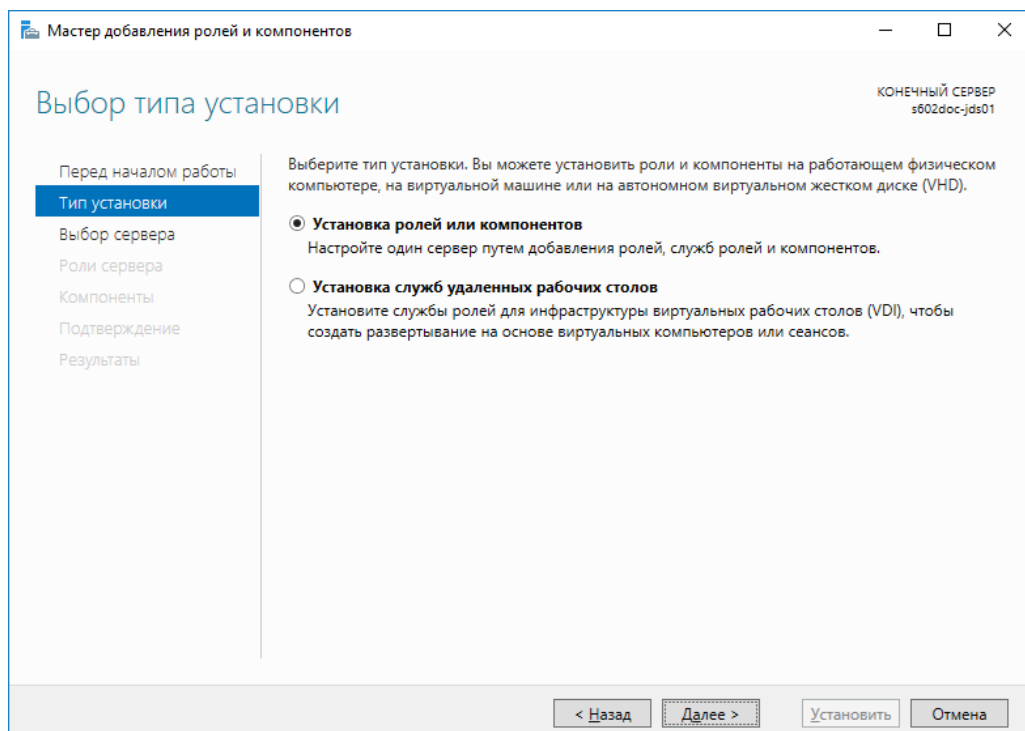 Мастер добавления ролей и компонентов
Выбор типа установки
КОНЕЧНЫЙ СЕРВЕР
s602doc-jds01
Перед началом работы
Тип установки
Выбор сервера
Роли сервера
Компоненты
Подтверждение
Результаты
Выберите тип установки. Вы можете установить роли и компоненты на работающем физическом
компьютере, на виртуальной машине или на автономном виртуальном жестком диске (VHD).
Установка ролей или компонентов
Настройте один сервер путем добавления ролей, служб ролей и компонентов.
Установка служб удаленных рабочих столов
Установите службы ролей для инфраструктуры виртуальных рабочих столов (VDI), чтобы
создать развертывание на основе виртуальных компьютеров или сеансов.
< Назад
Далее >
Установить
Отмена